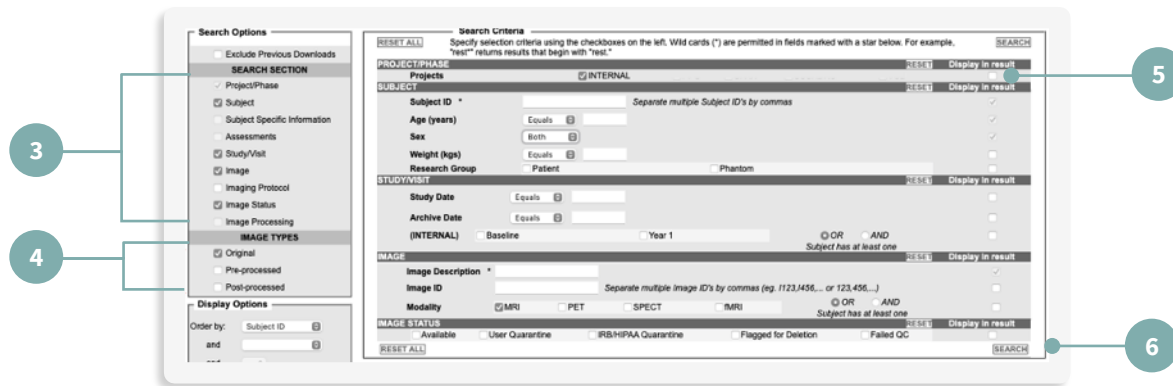 Search Options
Exclude Previous Downloads
SEARCH SECTION
Project/Phase
Subject
Subject Specific Information
Assessments
Study/Visit
Image
Imaging Protocol
Image Status
Image Processing
IMAGE TYPES
Original
Pre-processed
Post-processed
Display Options
Order by: Subject ID
and
Search Criteria
RESET ALL Specify selection criteria using the checkboxes on the left. Wild cards (*) are permitted in fields marked with a star below. For example, SEARCH
"rest*" returns results that begin with "rest."
PROJECT/PHASE RESET Display in result
Projects INTERNAL
SUBJECT RESET Display in result
Subject ID * Separate multiple Subject ID's by commas
Age (years) Equals
Sex Both
Weight (kgs) Equals
Research Group Patient Phantom
STUDY/VISIT RESET Display in result
Study Date Equals
Archive Date Equals
(INTERNAL) Baseline Year 1 OR AND
Subject has at least one
IMAGE RESET Display in result
Image Description *
Image ID Separate multiple Image ID's by commas (eg. I123,I456,... or 123,456,...)
Modality MRI PET SPECT fMRI OR AND
Subject has at least one
IMAGE STATUS RESET Display in result
Available User Quarantine IRB/HIPAA Quarantine Flagged for Deletion Failed QC
RESET ALL SEARCH
3
4
5
6